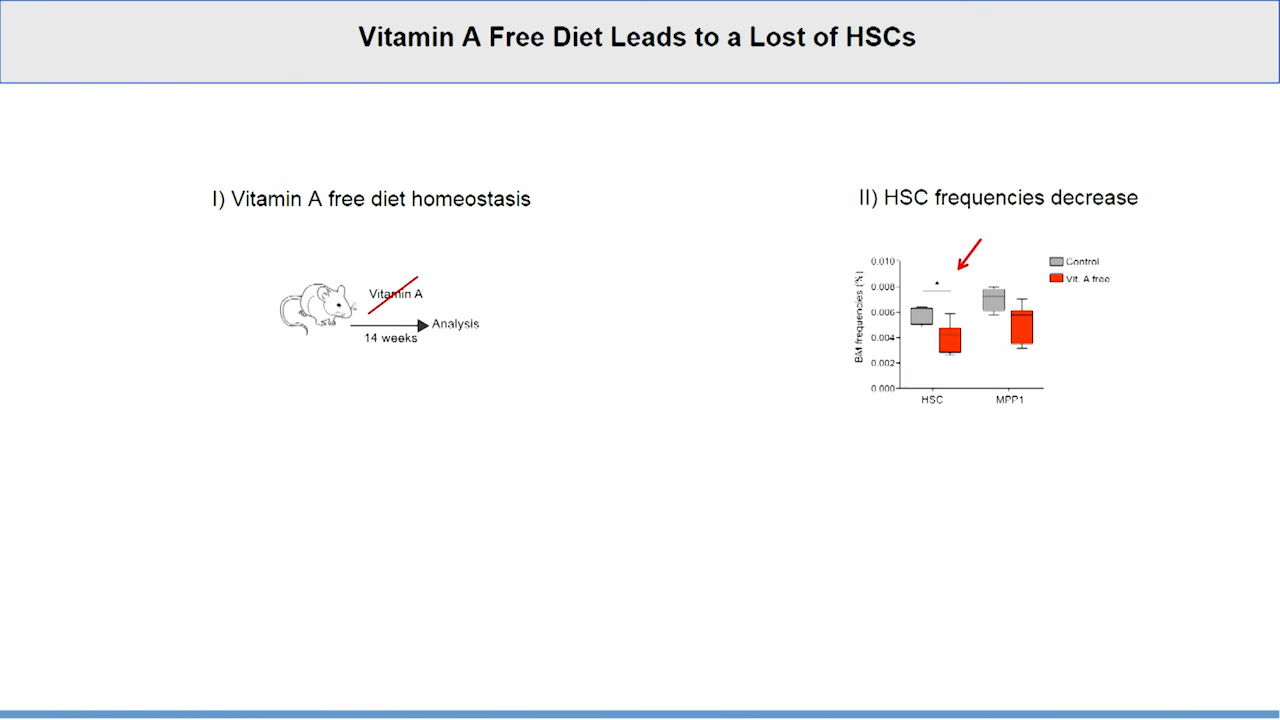 Vitamin A Free Diet Leads to a Lost of HSCs
I) Vitamin A free diet homeostasis
Vitamin A
14 weeks
Analysis
II) HSC frequencies decrease
BM frequencies (%)
0.010
0.008
0.006
0.004
0.002
0.000
*
HSC
MPP1
Control
Vit. A free